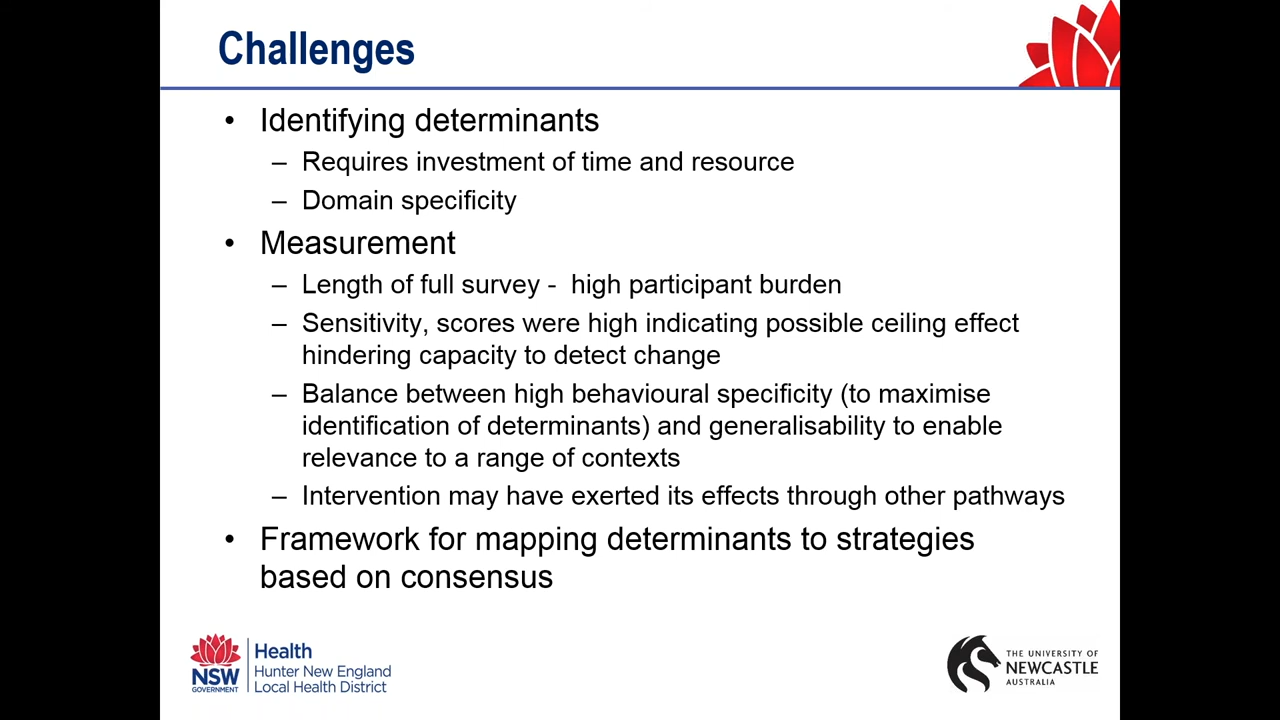 Challenges
• Identifying determinants
– Requires investment of time and resource
– Domain specificity
• Measurement
– Length of full survey -  high participant burden
– Sensitivity, scores were high indicating possible ceiling effect
hindering capacity to detect change
– Balance between high behavioural specificity (to maximise
identification of determinants) and generalisability to enable
relevance to a range of contexts
– Intervention may have exerted its effects through other pathways
• Framework for mapping determinants to strategies
based on consensus
NSW
GOVERNMENT
Health
Hunter New England
Local Health District
THE UNIVERSITY OF
NEWCASTLE
AUSTRALIA